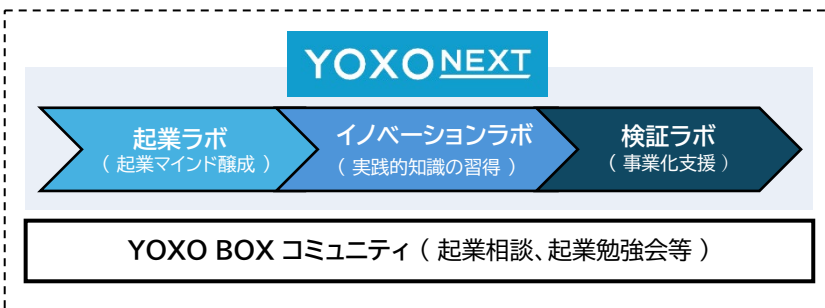 YOXO NEXT
起業ラボ
（ 起業マインド醸成 ）
イノベーションラボ
（ 実践的知識の習得 ）
検証ラボ
（ 事業化支援 ）
YOXO BOX コミュニティ（ 起業相談、起業勉強会等 ）